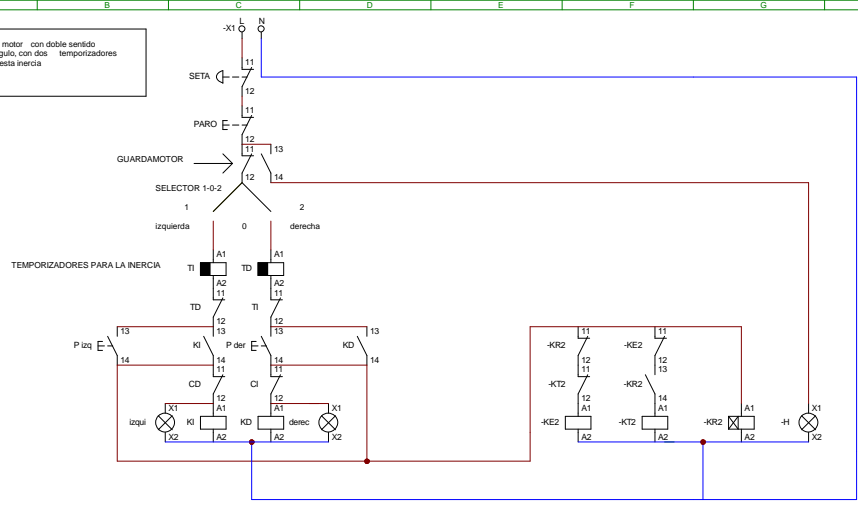 B C D E F G
motor con doble sentido
gulo, con dos temporizadores
esta inercia
L N
-X1
11
SETA
12
11
PARO
12
11 13
GUARDAMOTOR
12 14
SELECTOR 1-0-2
1 2
izquierda 0 derecha
A1 A1
TEMPORIZADORES PARA LA INERCIA TI TD
A2 A2
11 11
TD TI
12 12
13 13 13 13 11 11
P izq KI P der KD -KR2 -KE2
14 14 14 14 12 12
11 11 11 13
CD CI -KT2 -KR2
12 12 12 14
X1 A1 A1 X1 A1 A1 A1 X1
izqui KI KD derec -KE2 -KT2 -KR2 -H
X2 A2 A2 X2 A2 A2 A2 X2